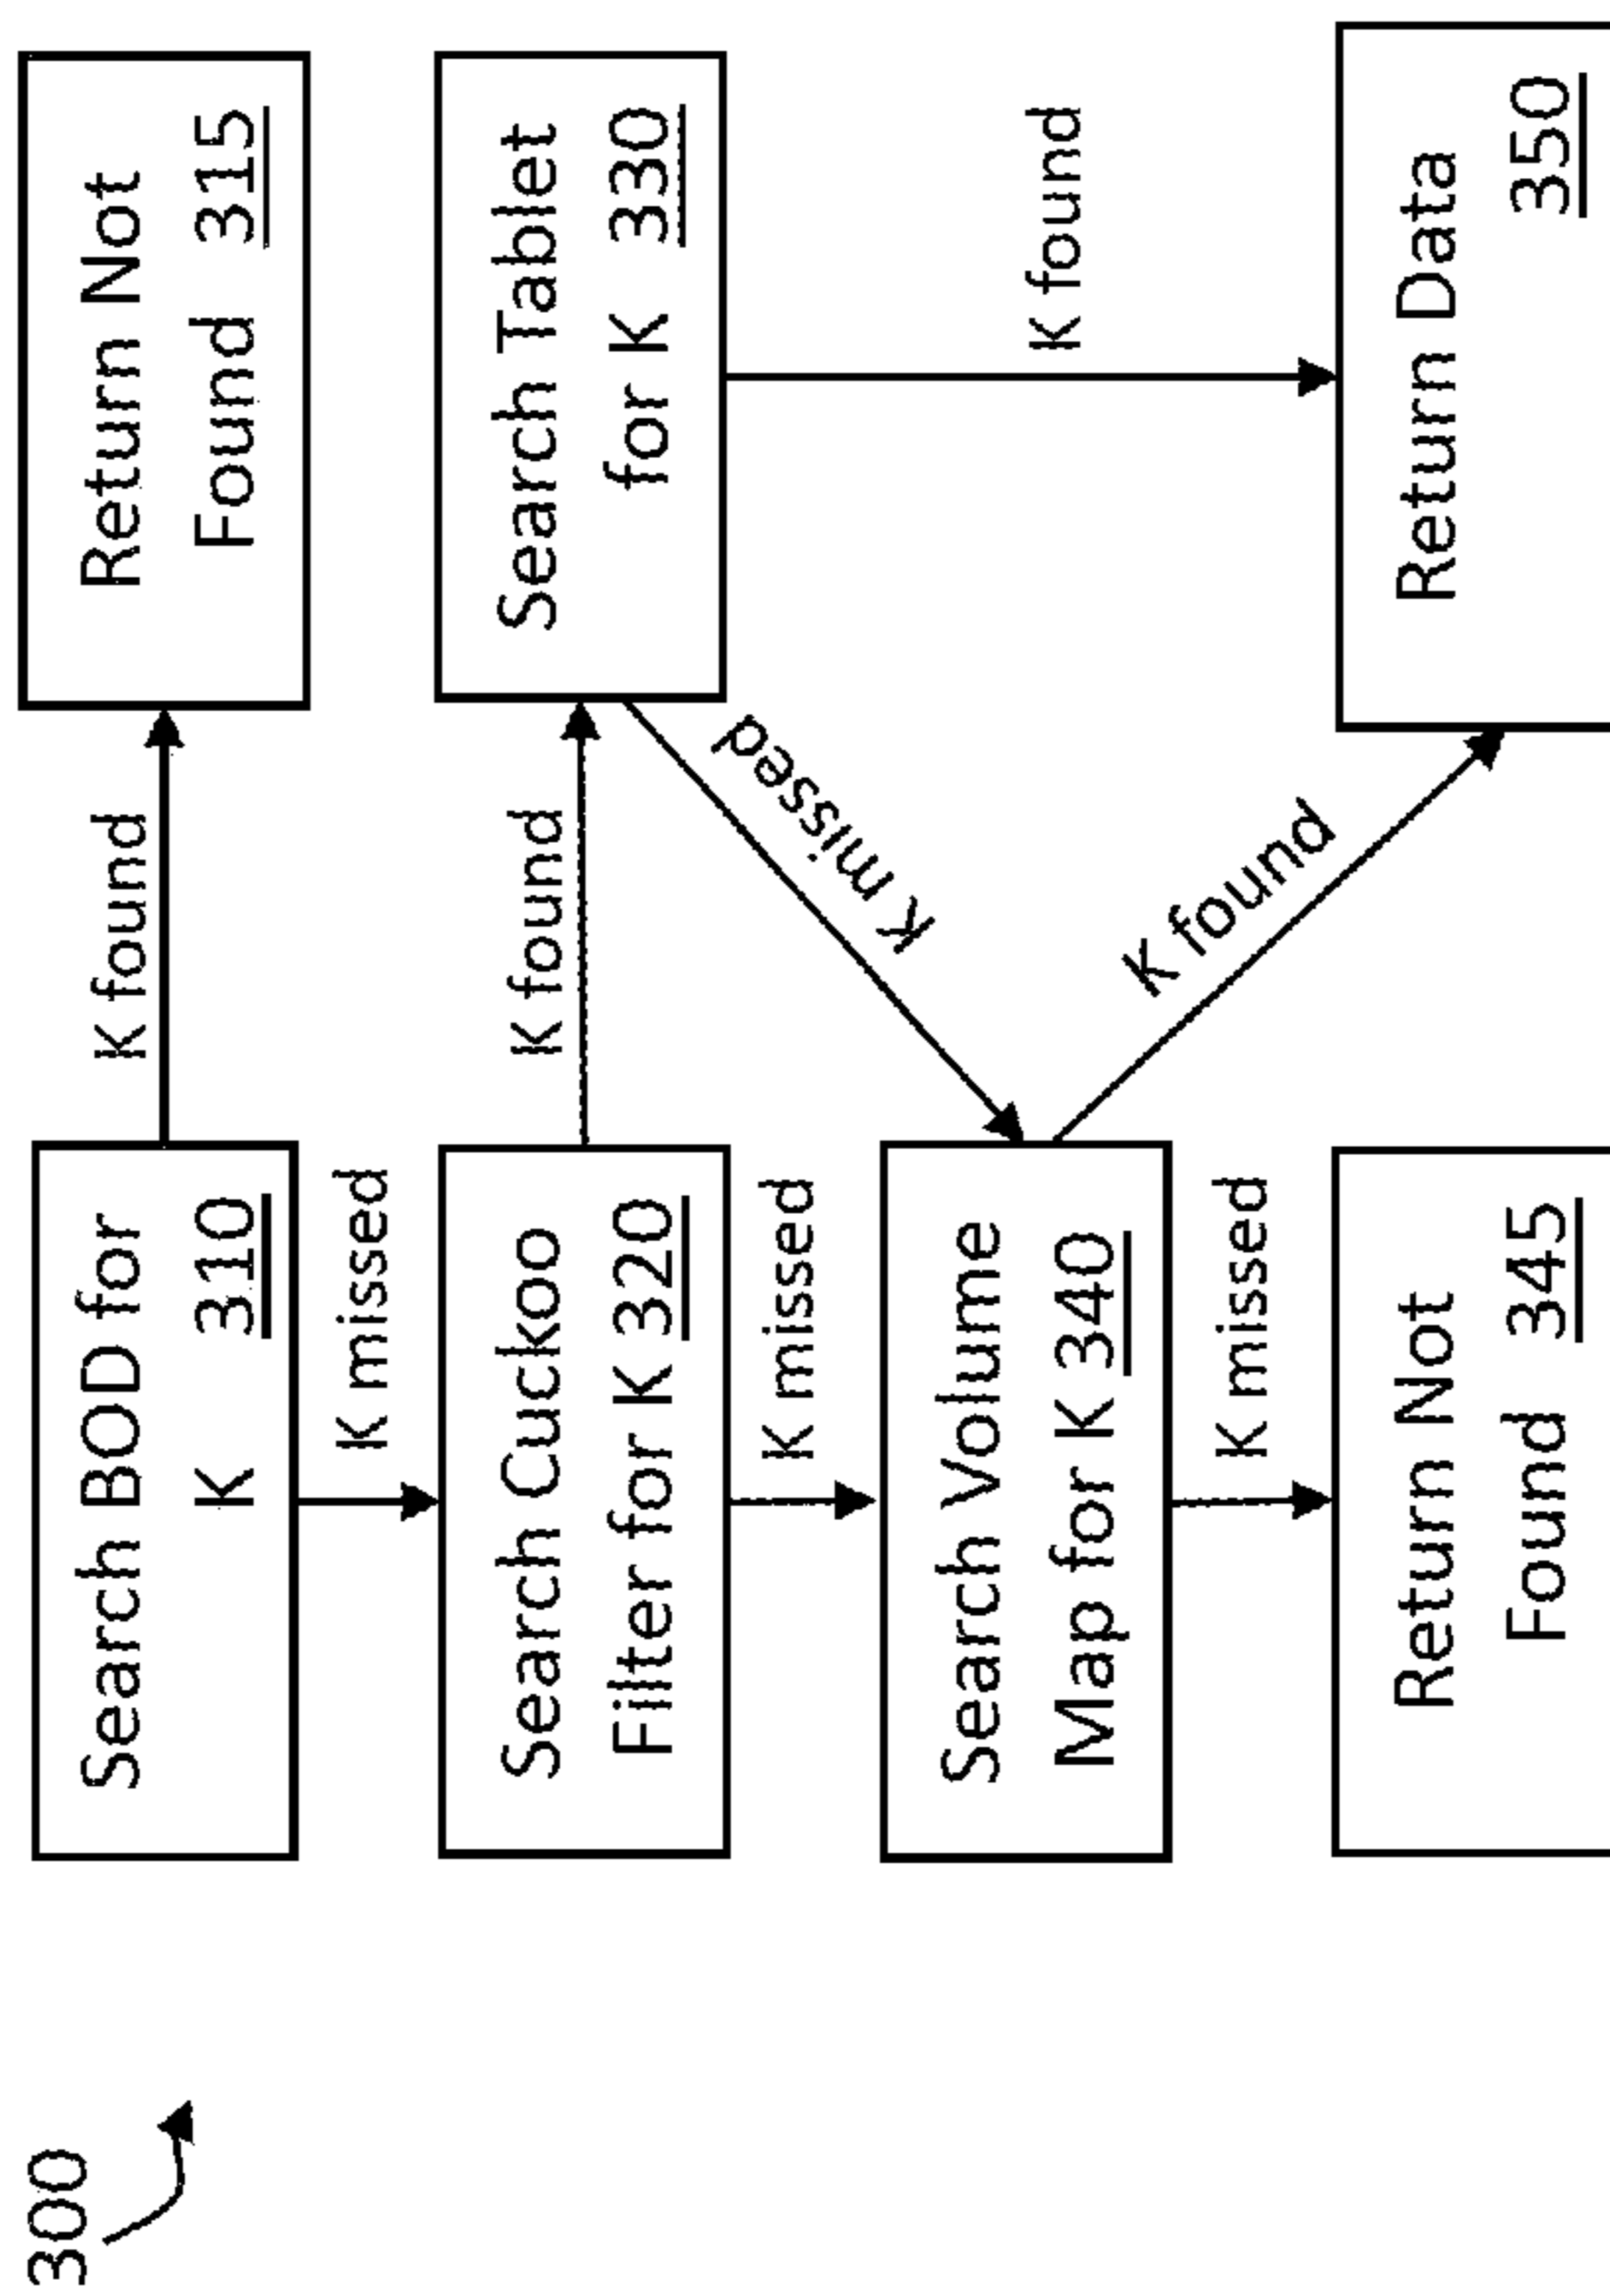 300
Search BOD for
K 310
K found
Return Not
Found 315
K missed
Search Cuckoo
Filter for K 320
K found
Search Tablet
for K 330
K missed
K missed
K found
Search Volume
Map for K 340
K found
K missed
Return Not
Found 345
Return Data
350